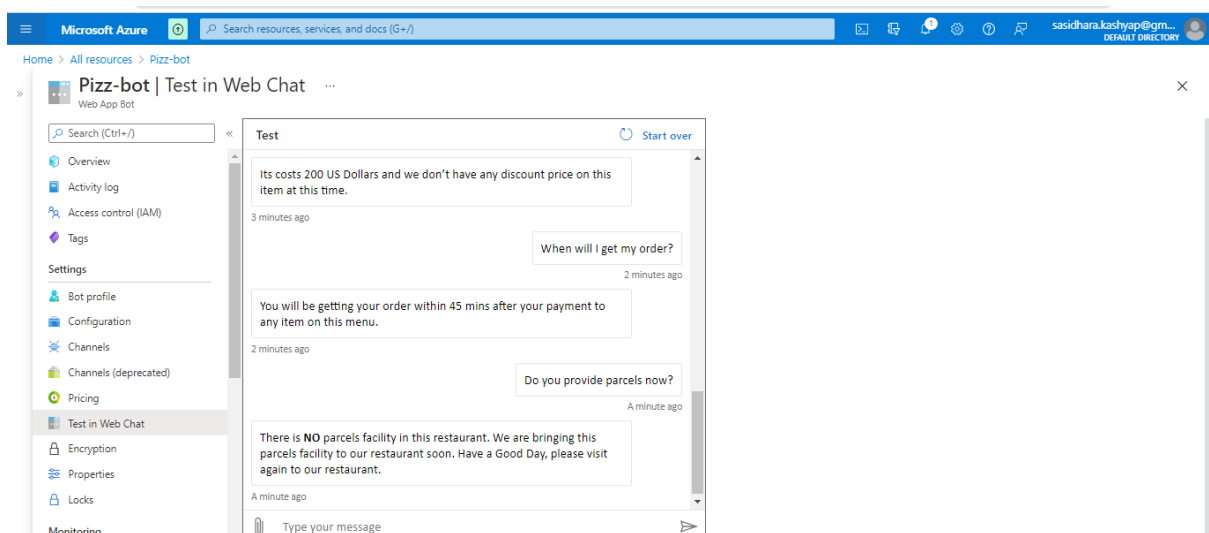 Microsoft Azure
Search resources, services, and docs (G+/)
1
sasidhara.kashyap@gm...
DEFAULT DIRECTORY
Home > All resources > Pizz-bot
»
Pizz-bot | Test in Web Chat ...
Web App Bot
Search (Ctrl+/)
«
Overview
Activity log
Access control (IAM)
Tags
Settings
Bot profile
Configuration
Channels
Channels (deprecated)
Pricing
Test in Web Chat
Encryption
Properties
Locks
Monitoring
Test
Start over
Its costs 200 US Dollars and we don't have any discount price on this
item at this time.
3 minutes ago
When will I get my order?
2 minutes ago
You will be getting your order within 45 mins after your payment to
any item on this menu.
2 minutes ago
Do you provide parcels now?
A minute ago
There is NO parcels facility in this restaurant. We are bringing this
parcels facility to our restaurant soon. Have a Good Day, please visit
again to our restaurant.
A minute ago
Type your message